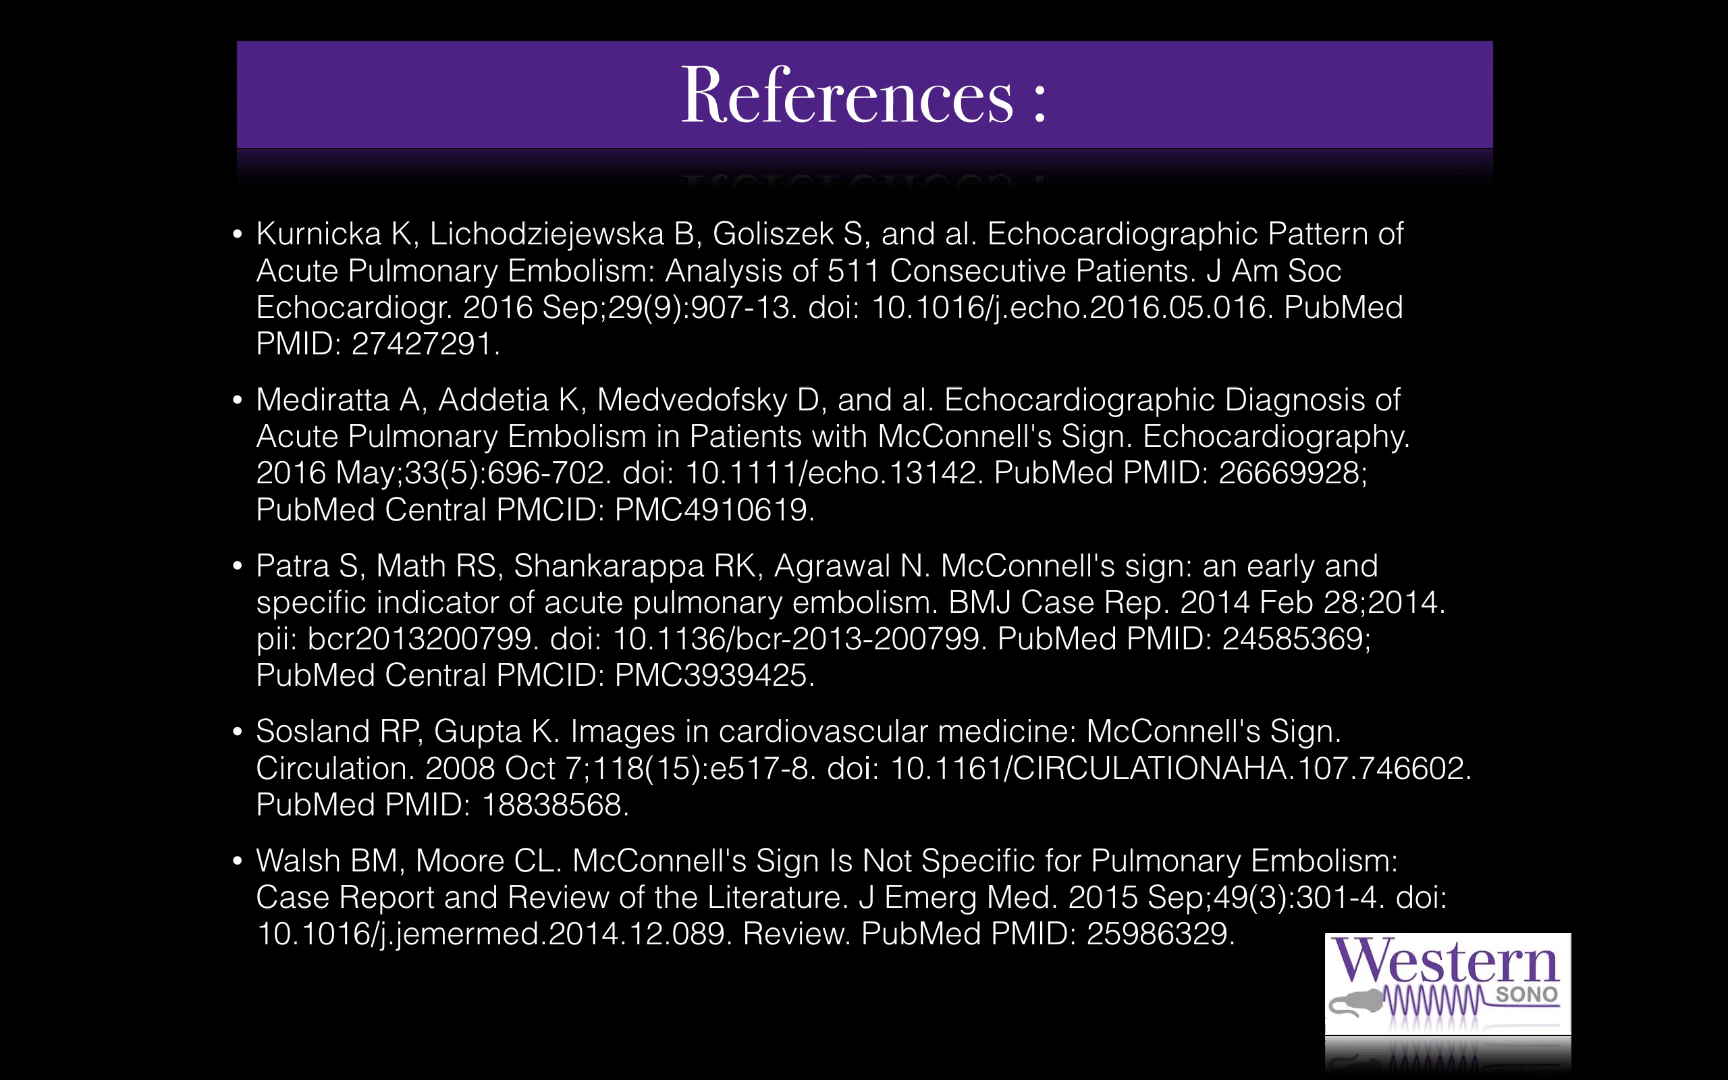 References :
• Kurnicka K, Lichodziejewska B, Goliszek S, and al. Echocardiographic Pattern of
Acute Pulmonary Embolism: Analysis of 511 Consecutive Patients. J Am Soc
Echocardiogr. 2016 Sep;29(9):907-13. doi: 10.1016/j.echo.2016.05.016. PubMed
PMID: 27427291.
• Mediratta A, Addetia K, Medvedofsky D, and al. Echocardiographic Diagnosis of
Acute Pulmonary Embolism in Patients with McConnell's Sign. Echocardiography.
2016 May;33(5):696-702. doi: 10.1111/echo.13142. PubMed PMID: 26669928;
PubMed Central PMCID: PMC4910619.
• Patra S, Math RS, Shankarappa RK, Agrawal N. McConnell's sign: an early and
specific indicator of acute pulmonary embolism. BMJ Case Rep. 2014 Feb 28;2014.
pii: bcr2013200799. doi: 10.1136/bcr-2013-200799. PubMed PMID: 24585369;
PubMed Central PMCID: PMC3939425.
• Sosland RP, Gupta K. Images in cardiovascular medicine: McConnell's Sign.
Circulation. 2008 Oct 7;118(15):e517-8. doi: 10.1161/CIRCULATIONAHA.107.746602.
PubMed PMID: 18838568.
• Walsh BM, Moore CL. McConnell's Sign Is Not Specific for Pulmonary Embolism:
Case Report and Review of the Literature. J Emerg Med. 2015 Sep;49(3):301-4. doi:
10.1016/j.jemermed.2014.12.089. Review. PubMed PMID: 25986329.
Western
SONO